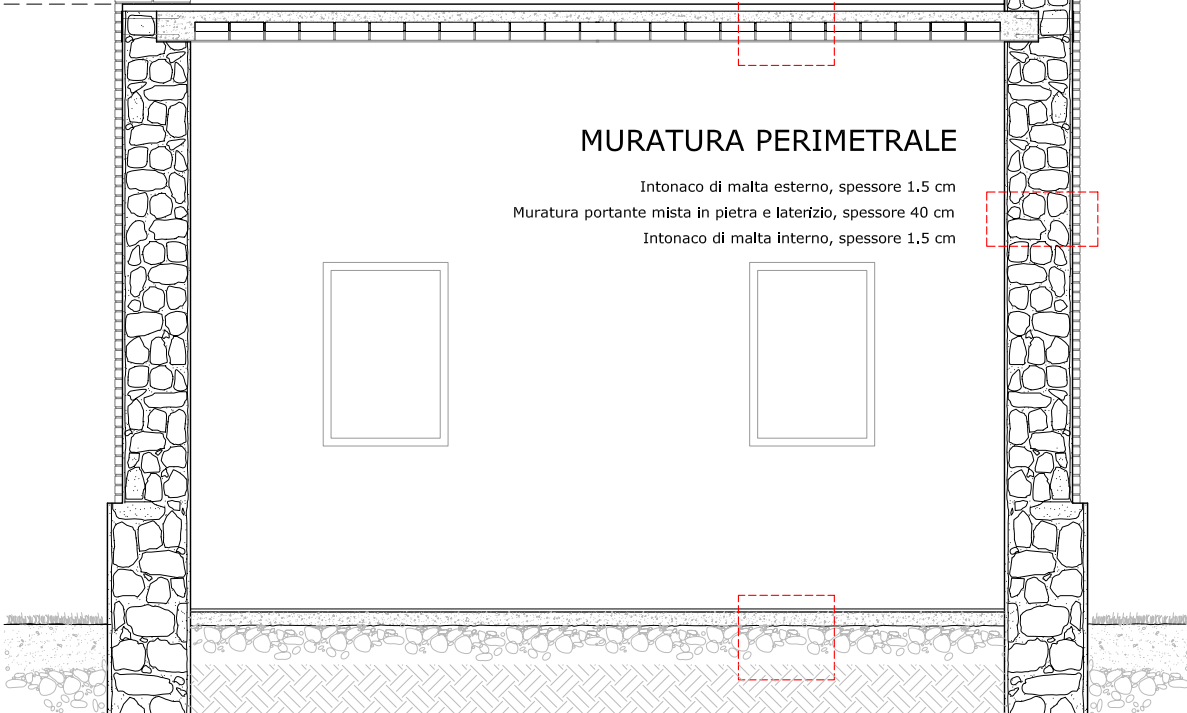 MURATURA PERIMETRALE
Intonaco di malta esterno, spessore 1.5 cm
Muratura portante mista in pietra e laterizio, spessore 40 cm
Intonaco di malta interno, spessore 1.5 cm